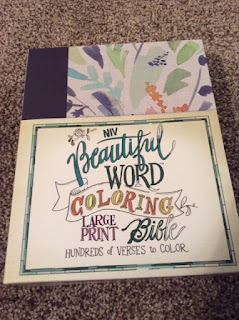 NIV
Beautiful
WORD
COLORING
LARGE
PRINT Bible
HUNDREDS of VERSES to COLOR